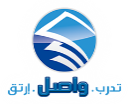 تدرب . واصل . ارتق